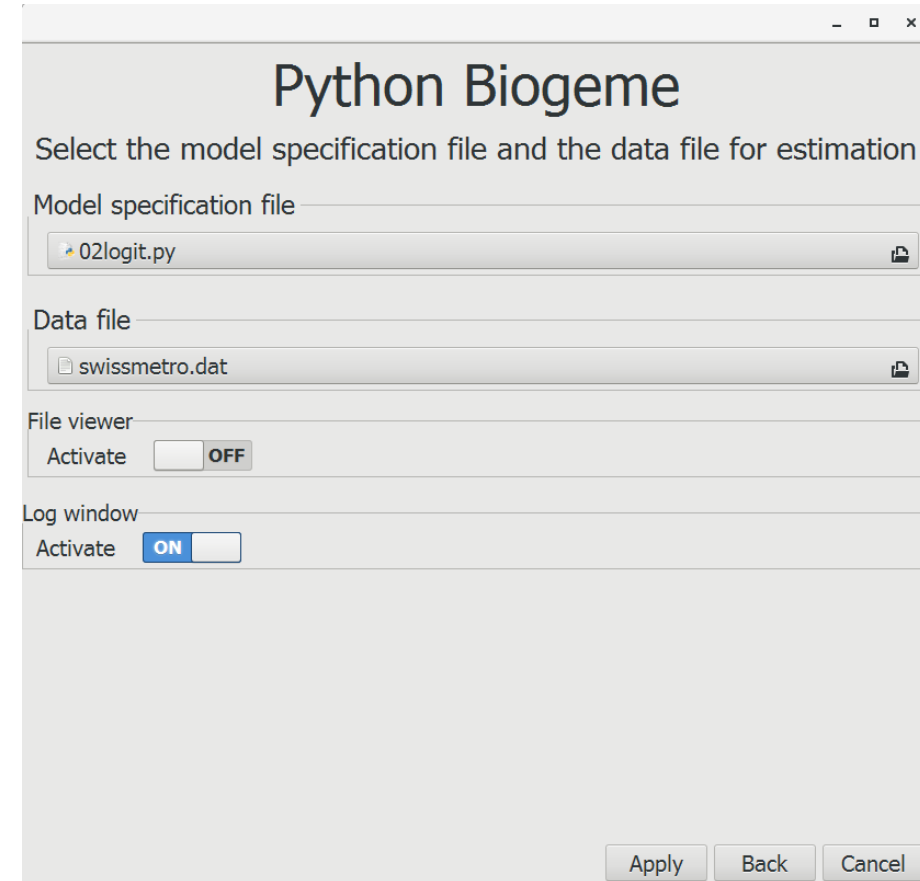 Python Biogeme
Select the model specification file and the data file for estimation
Model specification file
02logit.py
Data file
swissmetro.dat
File viewer
Activate OFF
Log window
Activate ON
Apply Back Cancel